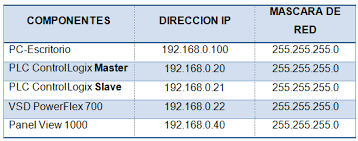 COMPONENTES DIRECCION IP MASCARA DE RED
PC-Escritorio 192.168.0.100 255.255.255.0
PLC ControlLogix Master 192.168.0.20 255.255.255.0
PLC ControlLogix Slave 192.168.0.21 255.255.255.0
VSD PowerFlex 700 192.168.0.22 255.255.255.0
Panel View 1000 192.168.0.40 255.255.255.0